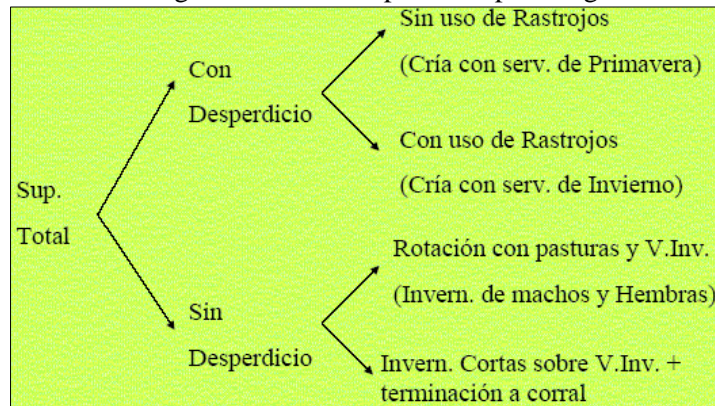 Sin uso de Rastrojos
(Cría con serv. de Primavera)
Con
Desperdicio
Con uso de Rastrojos
(Cría con serv. de Invierno)
Sup.
Total
Rotación con pasturas y V.Inv.
(Invern. de machos y Hembras)
Sin
Desperdicio
Invern. Cortas sobre V.Inv. +
terminación a corral